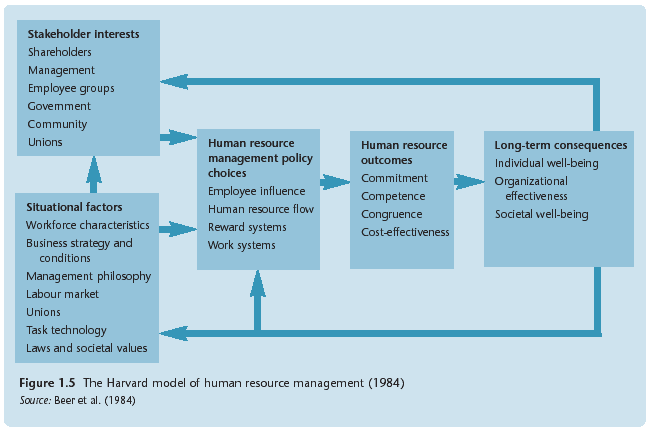 Stakeholder interests
Shareholders
Management
Employee groups
Government
Community
Unions
Situational factors
Workforce characteristics
Business strategy and
conditions
Management philosophy
Labour market
Unions
Task technology
Laws and societal values
Human resource
management policy
choices
Employee influence
Human resource flow
Reward systems
Work systems
Human resource
outcomes
Commitment
Competence
Congruence
Cost-effectiveness
Long-term consequences
Individual well-being
Organizational
effectiveness
Societal well-being
Figure 1.5 The Harvard model of human resource management (1984)
Source: Beer et al. (1984)